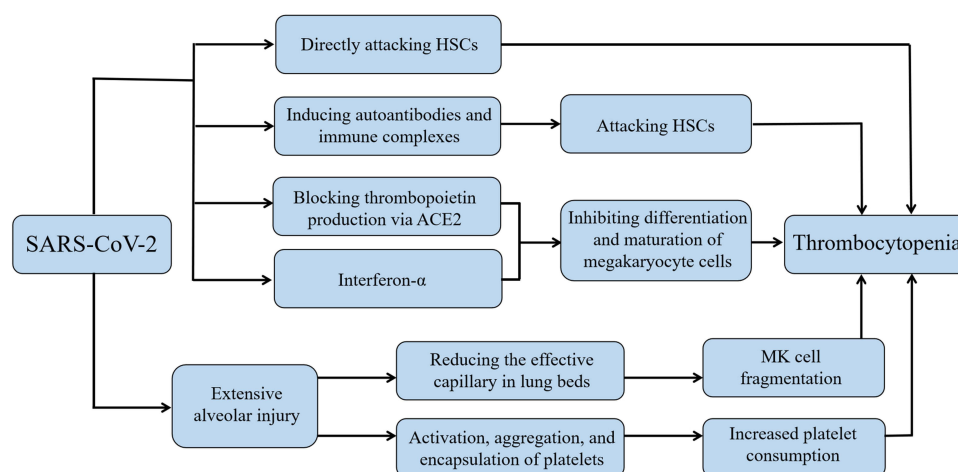 Directly attacking HSCs
Inducing autoantibodies and
immune complexes
Attacking HSCs
Blocking thrombopoietin
production via ACE2
Inhibiting differentiation
and maturation of
megakaryocyte cells
SARS-CoV-2
Thrombocytopenia
Interferon-α
Reducing the effective
capillary in lung beds
MK cell
fragmentation
Extensive
alveolar injury
Activation, aggregation, and
encapsulation of platelets
Increased platelet
consumption